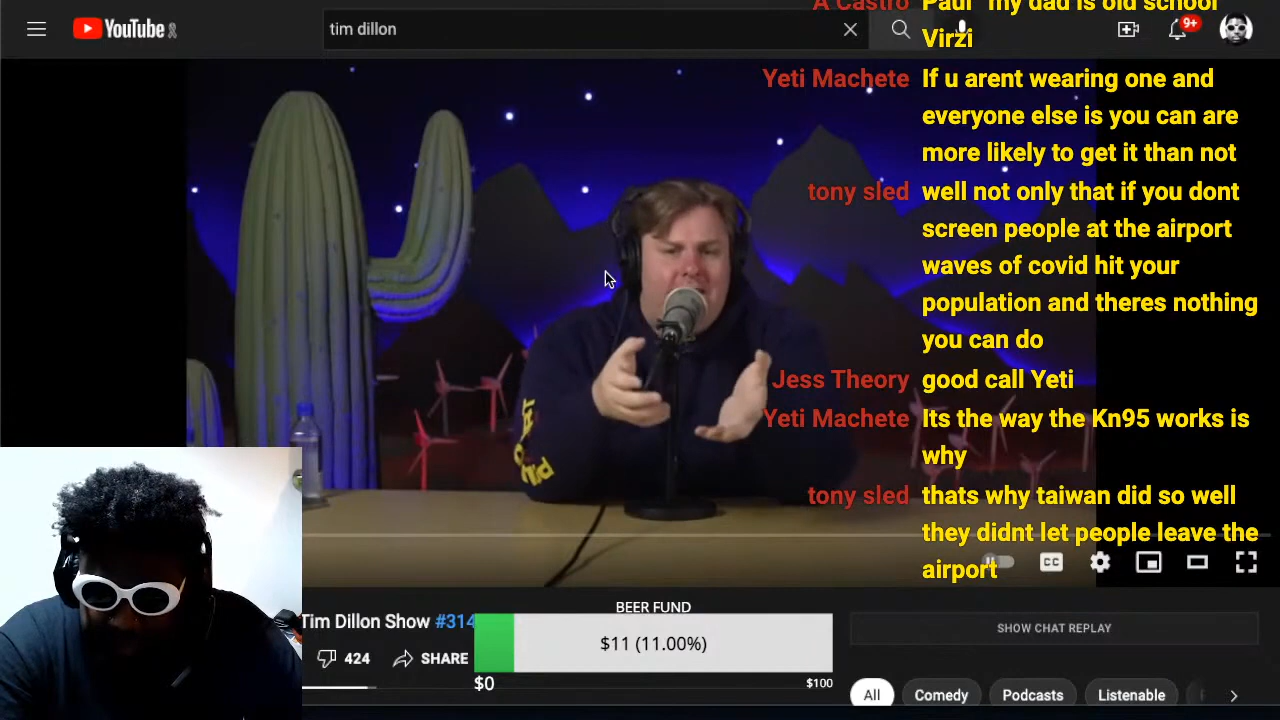 YouTube
tim dillon
9+
A Castro Paul "my dad is old school
Virzi
Yeti Machete If u arent wearing one and
everyone else is you can are
more likely to get it than not
tony sled well not only that if you dont
screen people at the airport
waves of covid hit your
population and theres nothing
you can do
Jess Theory good call Yeti
Yeti Machete Its the way the Kn95 works is
why
tony sled thats why taiwan did so well
they didnt let people leave the
airport
CC
BEER FUND
Tim Dillon Show #314
$11 (11.00%)
SHOW CHAT REPLAY
424 SHARE
$0 $100
All Comedy Podcasts Listenable